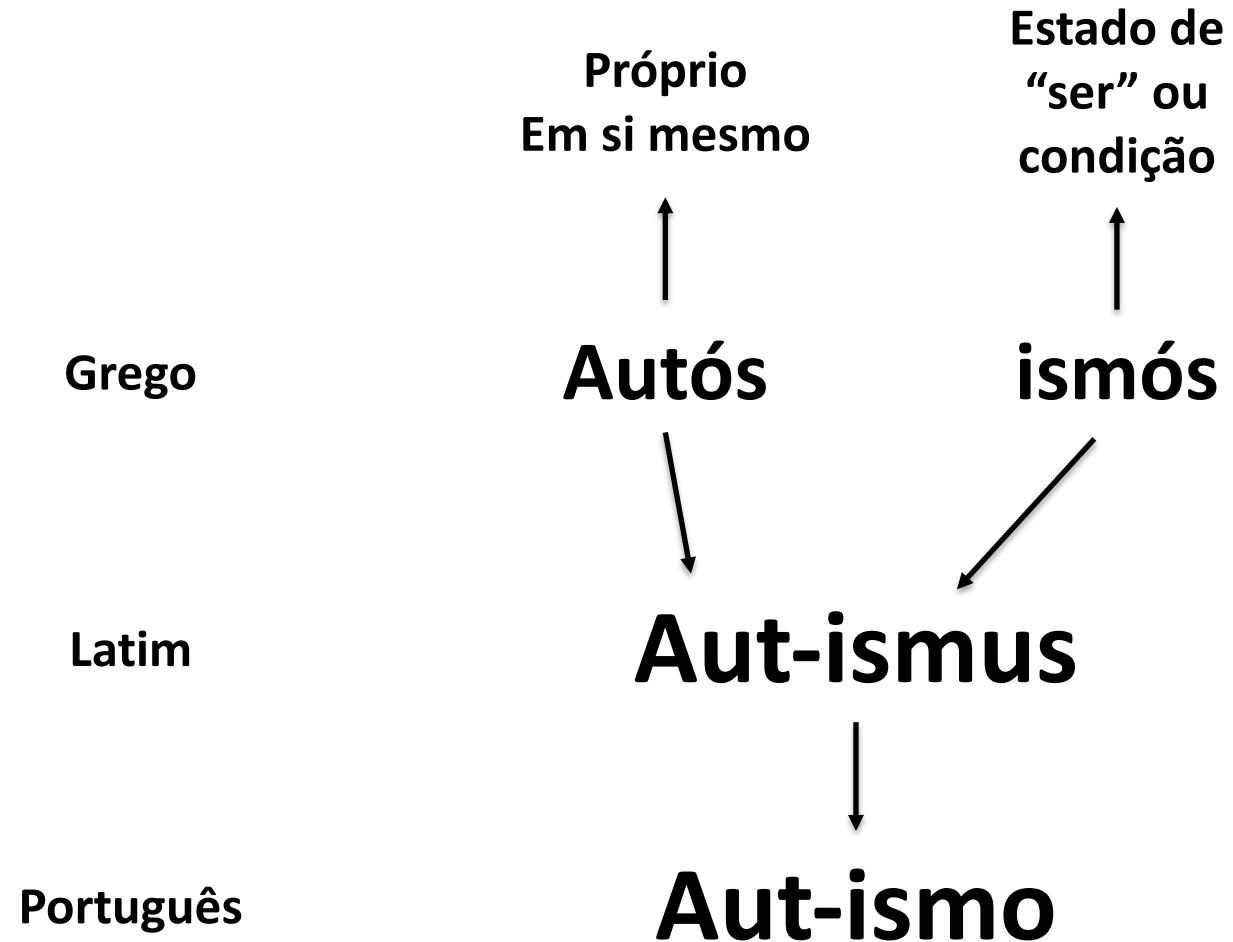 Próprio
Em si mesmo
Estado de
“ser” ou
condição
Grego
Autós
ismós
Latim
Aut-ismus
Português
Aut-ismo